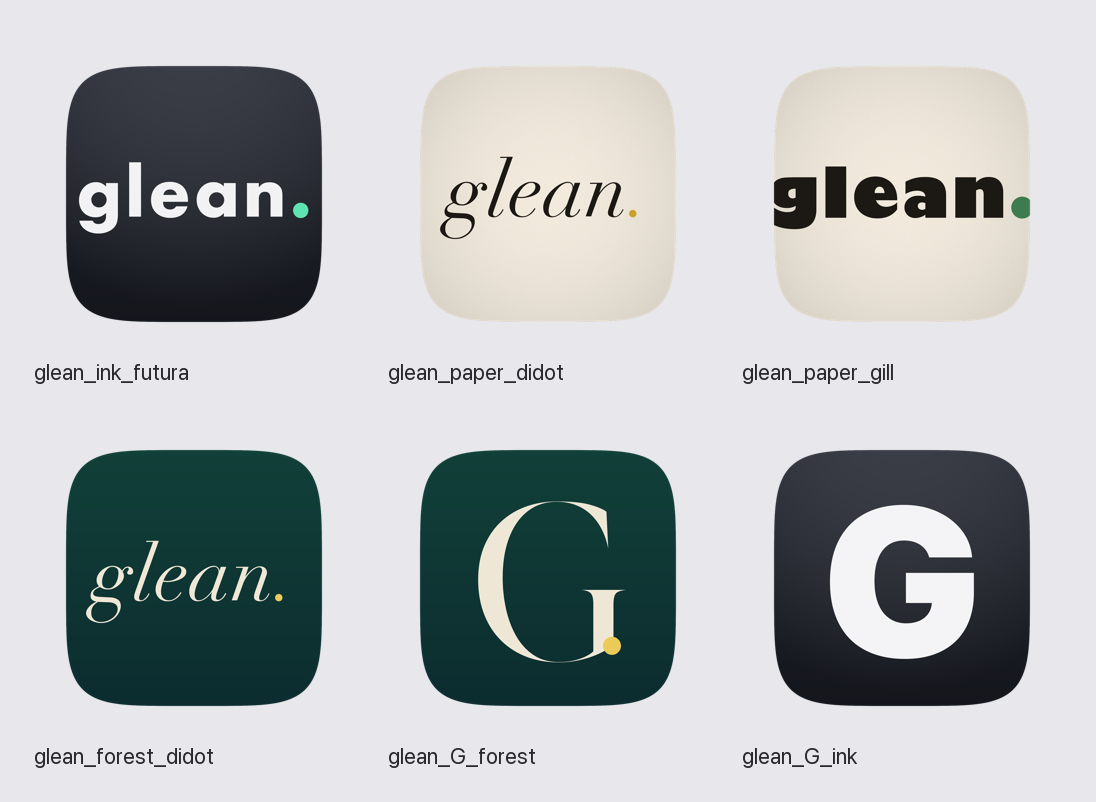 glean.
glean.
glean.
glean_ink_futura
glean_paper_didot
glean_paper_gill
glean.
G
G
glean_forest_didot
glean_G_forest
glean_G_ink